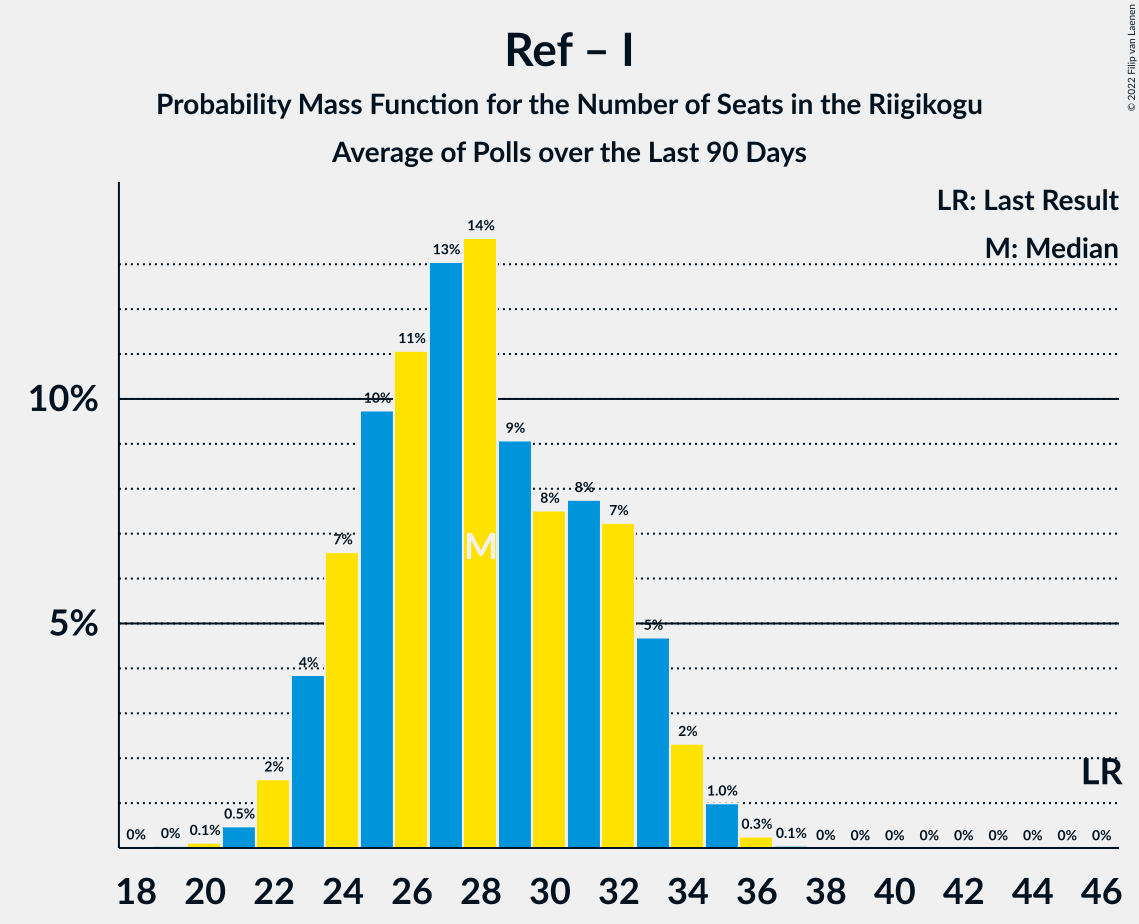 © 2022 Filip van Laenen
Ref – I
Probability Mass Function for the Number of Seats in the Riigikogu
Average of Polls over the Last 90 Days
LR: Last Result
M: Median
14%
13%
11%
10%
10%
9%
8%
8%
7%
7%
M
5%
5%
4%
2%
2%
LR
1.0%
0.5%
0.3%
0% 0% 0.1% 0.1% 0% 0% 0% 0% 0% 0% 0% 0% 0%
18 20 22 24 26 28 30 32 34 36 38 40 42 44 46